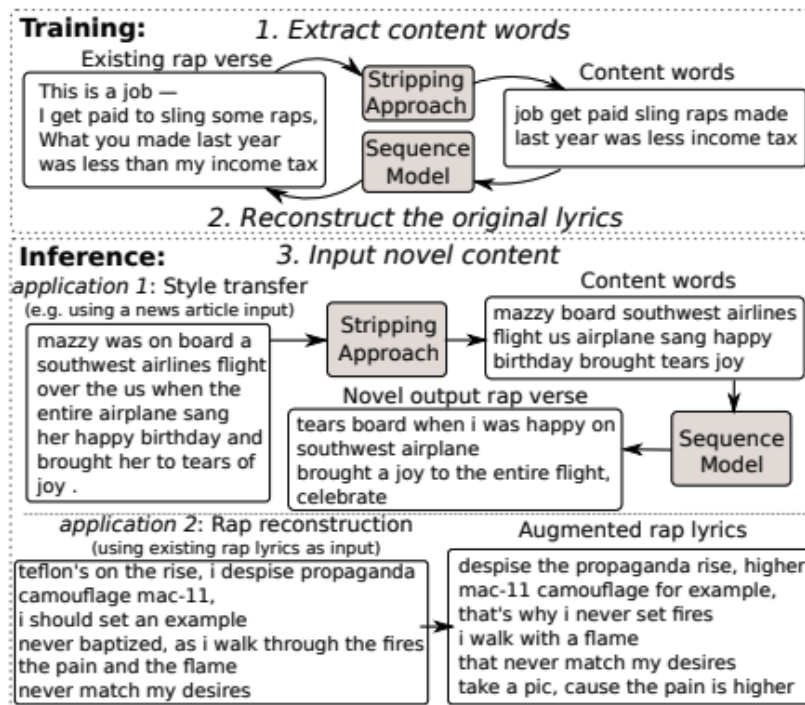 Training:
1. Extract content words
Existing rap verse
This is a job —
I get paid to sling some raps,
What you made last year
was less than my income tax
Stripping
Approach
Content words
job get paid sling raps made
last year was less income tax
Sequence
Model
2. Reconstruct the original lyrics
Inference:
3. Input novel content
application 1: Style transfer
(e.g. using a news article input)
mazzy was on board a
southwest airlines flight
over the us when the
entire airplane sang
her happy birthday and
brought her to tears of
joy .
Stripping
Approach
Content words
mazzy board southwest airlines
flight us airplane sang happy
birthday brought tears joy
Sequence
Model
Novel output rap verse
tears board when i was happy on
southwest airplane
brought a joy to the entire flight,
celebrate
application 2: Rap reconstruction
(using existing rap lyrics as input)
teflon's on the rise, i despise propaganda
camouflage mac-11,
i should set an example
never baptized, as i walk through the fires
the pain and the flame
never match my desires
Augmented rap lyrics
despise the propaganda rise, higher
mac-11 camouflage for example,
that's why i never set fires
i walk with a flame
that never match my desires
take a pic, cause the pain is higher